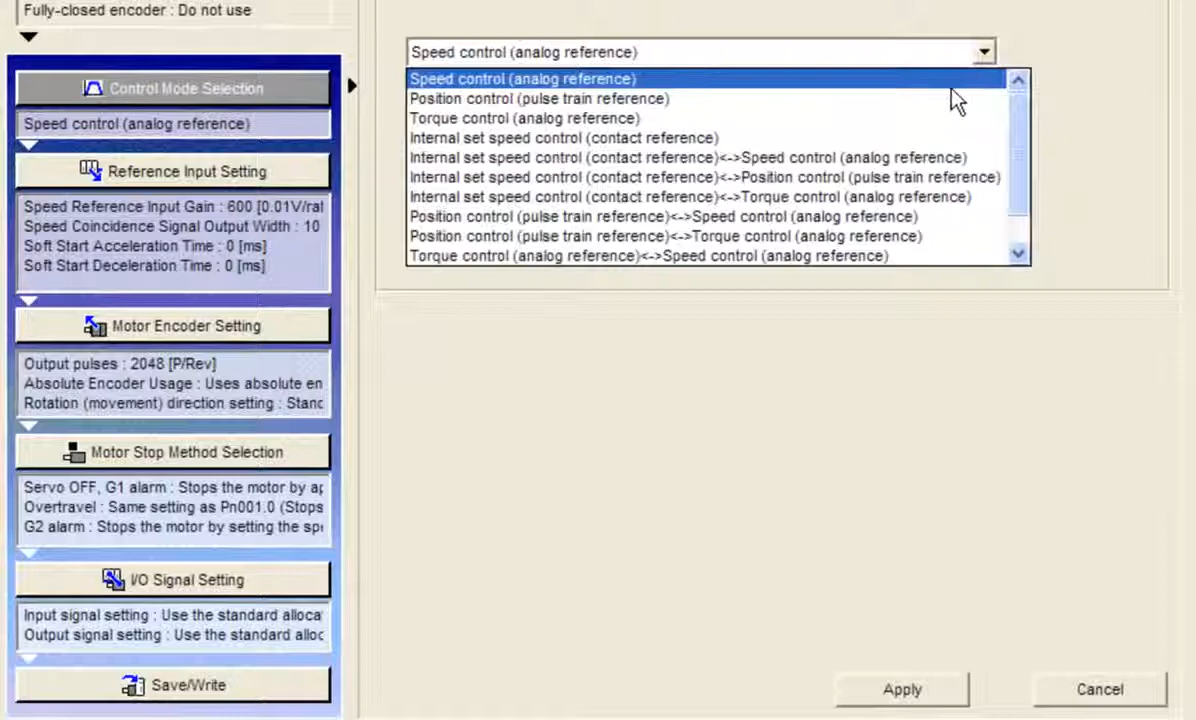 Fully-closed encoder : Do not use
Control Mode Selection
Speed control (analog reference)
Reference Input Setting
Speed Reference Input Gain : 600 [0.01V/rat
Speed Coincidence Signal Output Width : 10
Soft Start Acceleration Time : 0 [ms]
Soft Start Deceleration Time : 0 [ms]
Motor Encoder Setting
Output pulses : 2048 [P/Rev]
Absolute Encoder Usage : Uses absolute en
Rotation (movement) direction setting : Stanc
Motor Stop Method Selection
Servo OFF, G1 alarm : Stops the motor by ap
Overtravel : Same setting as Pn001.0 (Stops
G2 alarm : Stops the motor by setting the spe
I/O Signal Setting
Input signal setting : Use the standard alloca
Output signal setting : Use the standard alloc
Save/Write
Speed control (analog reference)
Speed control (analog reference)
Position control (pulse train reference)
Torque control (analog reference)
Internal set speed control (contact reference)
Internal set speed control (contact reference)<->Speed control (analog reference)
Internal set speed control (contact reference)<->Position control (pulse train reference)
Internal set speed control (contact reference)<->Torque control (analog reference)
Position control (pulse train reference)<->Speed control (analog reference)
Position control (pulse train reference)<->Torque control (analog reference)
Torque control (analog reference)<->Speed control (analog reference)
Apply
Cancel